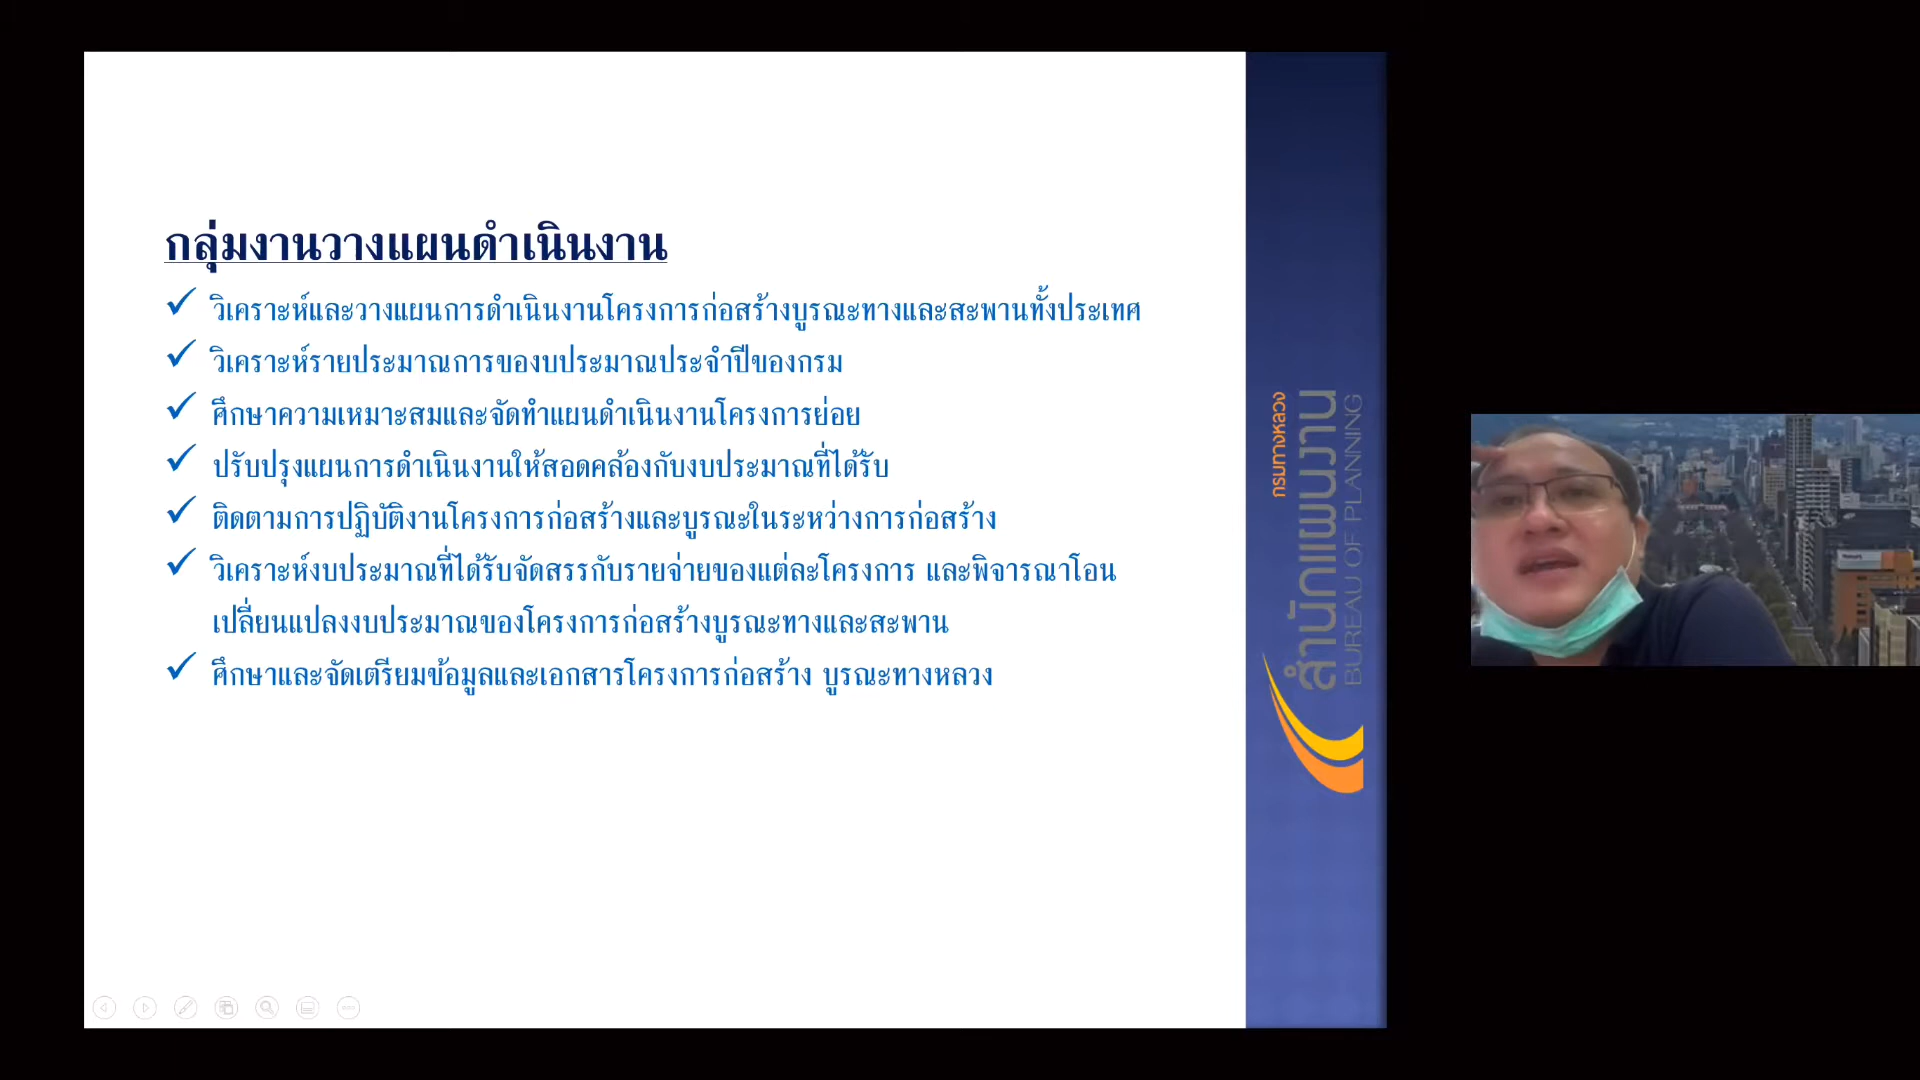 กลุ่มงานวางแผนดำเนินงาน
วิเคราะห์และวางแผนการดำเนินงานโครงการก่อสร้างบูรณะทางและสะพานทั้งประเทศ
วิเคราะห์รายประมาณการของบประมาณประจำปีของกรม
ศึกษาความเหมาะสมและจัดทำแผนดำเนินงานโครงการย่อย
ปรับปรุงแผนการดำเนินงานให้สอดคล้องกับงบประมาณที่ได้รับ
ติดตามการปฏิบัติงานโครงการก่อสร้างและบูรณะในระหว่างการก่อสร้าง
วิเคราะห์งบประมาณที่ได้รับจัดสรรกับรายจ่ายของแต่ละโครงการ และพิจารณาโอน
เปลี่ยนแปลงงบประมาณของโครงการก่อสร้างบูรณะทางและสะพาน
ศึกษาและจัดเตรียมข้อมูลและเอกสารโครงการก่อสร้าง บูรณะทางหลวง
กรมทางหลวง
สำนักแผนงาน
BUREAU OF PLANNING